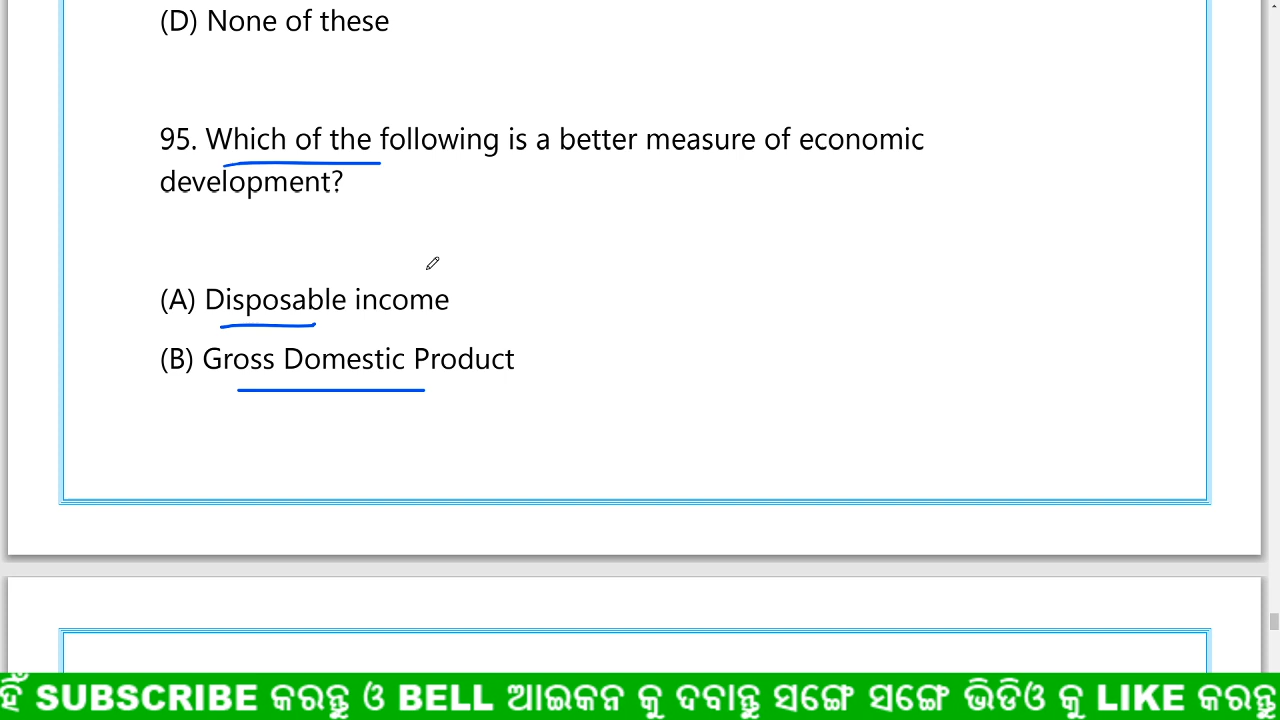 (D) None of these
95. Which of the following is a better measure of economic
development?
(A) Disposable income
(B) Gross Domestic Product
ହିଁ SUBSCRIBE କରନ୍ତୁ ଓ BELL ଆଇକନ କୁ ଦବାନ୍ତୁ ସଙ୍ଗେ ସଙ୍ଗେ ଭିଡିଓ କୁ LIKE କରନ୍ତୁ